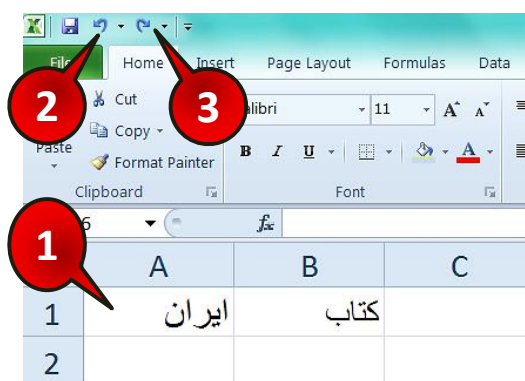 File Home Insert Page Layout Formulas Data
2 Cut 3 alibri 11 A A
Copy
Paste Format Painter B I U A
Clipboard Font
6 fx
1
A B C
1 ایران کتاب
2